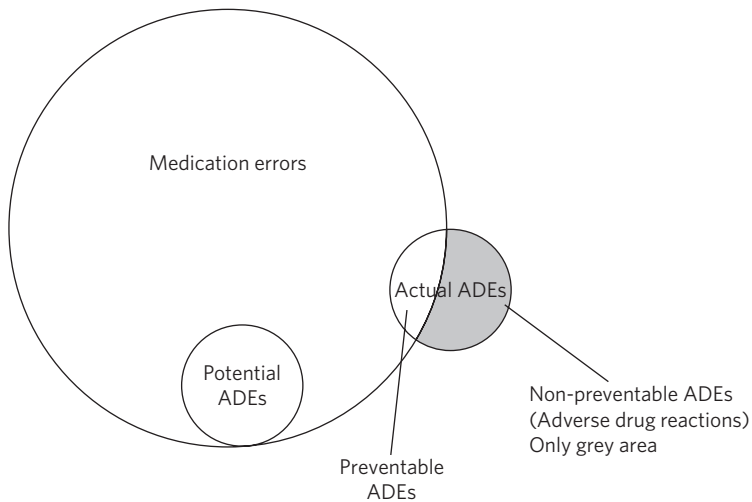 Medication errors
Actual ADEs
Potential
ADEs
Non-preventable ADEs
(Adverse drug reactions)
Only grey area
Preventable
ADEs